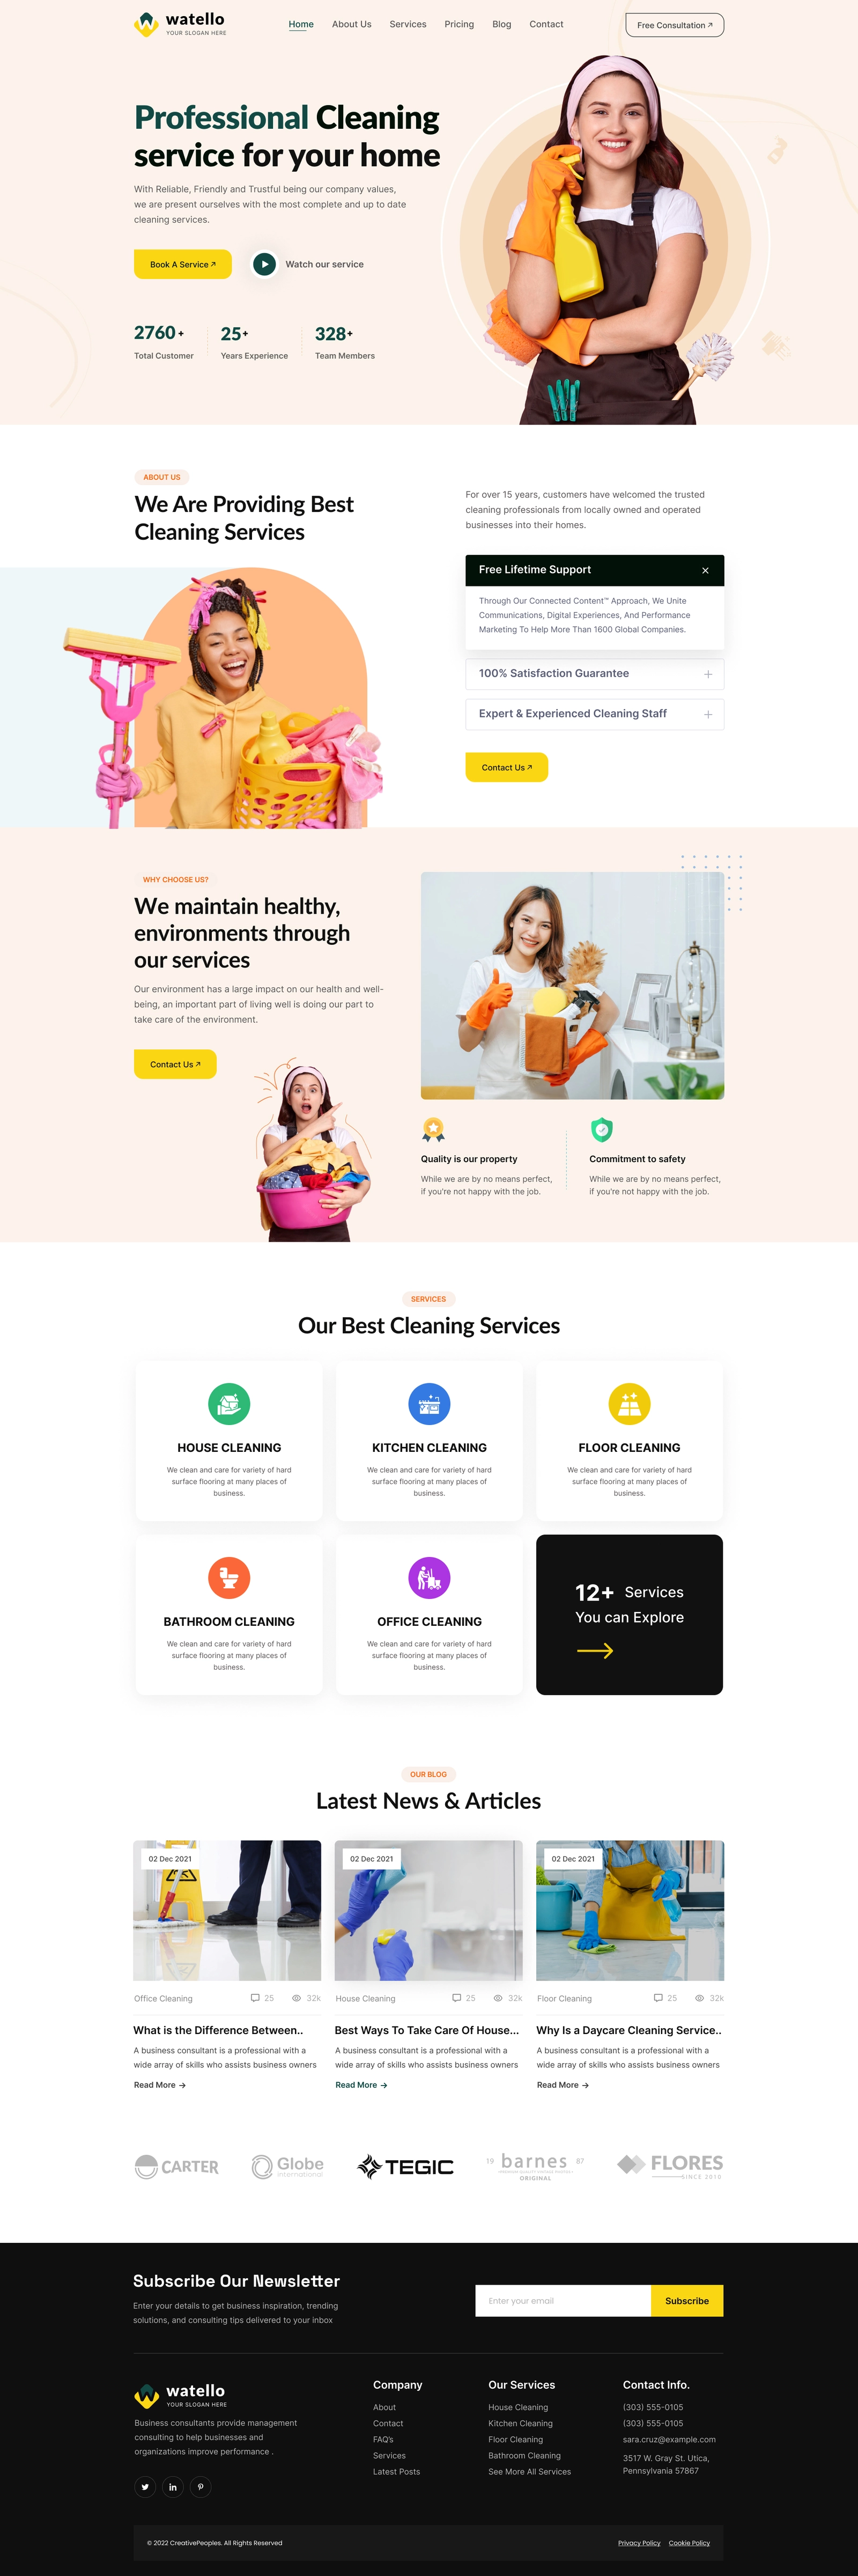 watello
YOUR SLOGAN HERE
Home About Us Services Pricing Blog Contact
Free Consultation
Professional Cleaning
service for your home
With Reliable, Friendly and Trustful being our company values,
we are present ourselves with the most complete and up to date
cleaning services.
Book A Service
Watch our service
2760+ 25+ 328+
Total Customer Years Experience Team Members
ABOUT US
We Are Providing Best
Cleaning Services
For over 15 years, customers have welcomed the trusted
cleaning professionals from locally owned and operated
businesses into their homes.
Free Lifetime Support
Through Our Connected Content™ Approach, We Unite
Communications, Digital Experiences, And Performance
Marketing To Help More Than 1600 Global Companies.
100% Satisfaction Guarantee
Expert & Experienced Cleaning Staff
Contact Us
WHY CHOOSE US?
We maintain healthy,
environments through
our services
Our environment has a large impact on our health and well-
being, an important part of living well is doing our part to
take care of the environment.
Contact Us
Quality is our property
While we are by no means perfect,
if you're not happy with the job.
Commitment to safety
While we are by no means perfect,
if you're not happy with the job.
SERVICES
Our Best Cleaning Services
HOUSE CLEANING
We clean and care for variety of hard
surface flooring at many places of
business.
KITCHEN CLEANING
We clean and care for variety of hard
surface flooring at many places of
business.
FLOOR CLEANING
We clean and care for variety of hard
surface flooring at many places of
business.
BATHROOM CLEANING
We clean and care for variety of hard
surface flooring at many places of
business.
OFFICE CLEANING
We clean and care for variety of hard
surface flooring at many places of
business.
12+ Services
You can Explore
OUR BLOG
Latest News & Articles
02 Dec 2021
Office Cleaning 25 32k
What is the Difference Between..
A business consultant is a professional with a
wide array of skills who assists business owners
Read More
02 Dec 2021
House Cleaning 25 32k
Best Ways To Take Care Of House...
A business consultant is a professional with a
wide array of skills who assists business owners
Read More
02 Dec 2021
Floor Cleaning 25 32k
Why Is a Daycare Cleaning Service..
A business consultant is a professional with a
wide array of skills who assists business owners
Read More
CARTER
Globe
International
TEGIC
19 barnes 87
ORIGINAL
FLORES
SINCE 2010
Subscribe Our Newsletter
Enter your details to get business inspiration, trending
solutions, and consulting tips delivered to your inbox
Enter your email
Subscribe
watello
YOUR SLOGAN HERE
Business consultants provide management
consulting to help businesses and
organizations improve performance .
Company
About
Contact
FAQ's
Services
Latest Posts
Our Services
House Cleaning
Kitchen Cleaning
Floor Cleaning
Bathroom Cleaning
See More All Services
Contact Info.
(303) 555-0105
(303) 555-0105
sara.cruz@example.com
3517 W. Gray St. Utica,
Pennsylvania 57867
© 2022 CreativePeoples. All Rights Reserved
Privacy Policy Cookie Policy